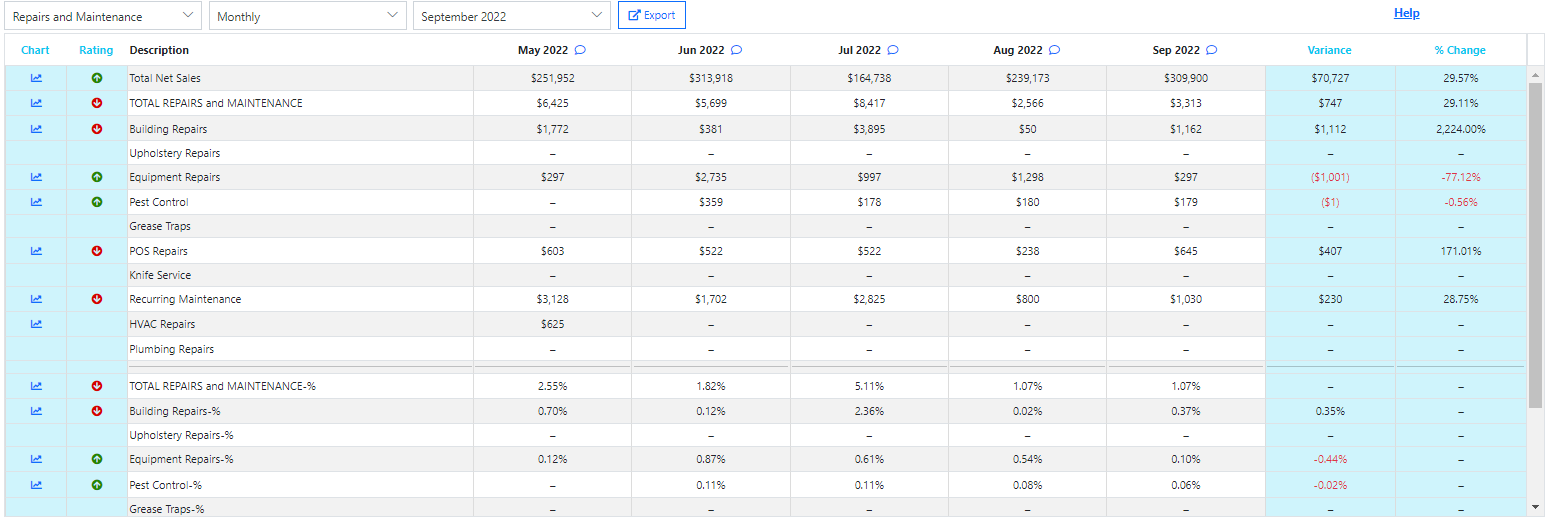 Repairs and Maintenance Monthly September 2022 Export Help
Chart Rating Description May 2022 Jun 2022 Jul 2022 Aug 2022 Sep 2022 Variance % Change
Total Net Sales $251,952 $313,918 $164,738 $239,173 $309,900 $70,727 29.57%
TOTAL REPAIRS and MAINTENANCE $6,425 $5,699 $8,417 $2,566 $3,313 $747 29.11%
Building Repairs $1,772 $381 $3,895 $50 $1,162 $1,112 2,224.00%
Upholstery Repairs – – – – – – –
Equipment Repairs $297 $2,735 $997 $1,298 $297 ($1,001) -77.12%
Pest Control – $359 $178 $180 $179 ($1) -0.56%
Grease Traps – – – – – – –
POS Repairs $603 $522 $522 $238 $645 $407 171.01%
Knife Service – – – – – – –
Recurring Maintenance $3,128 $1,702 $2,825 $800 $1,030 $230 28.75%
HVAC Repairs $625 – – – – – –
Plumbing Repairs – – – – – – –
TOTAL REPAIRS and MAINTENANCE-% 2.55% 1.82% 5.11% 1.07% 1.07% – –
Building Repairs-% 0.70% 0.12% 2.36% 0.02% 0.37% 0.35% –
Upholstery Repairs-% – – – – – – –
Equipment Repairs-% 0.12% 0.87% 0.61% 0.54% 0.10% -0.44% –
Pest Control-% – 0.11% 0.11% 0.08% 0.06% -0.02% –
Grease Traps-% – – – – – – –